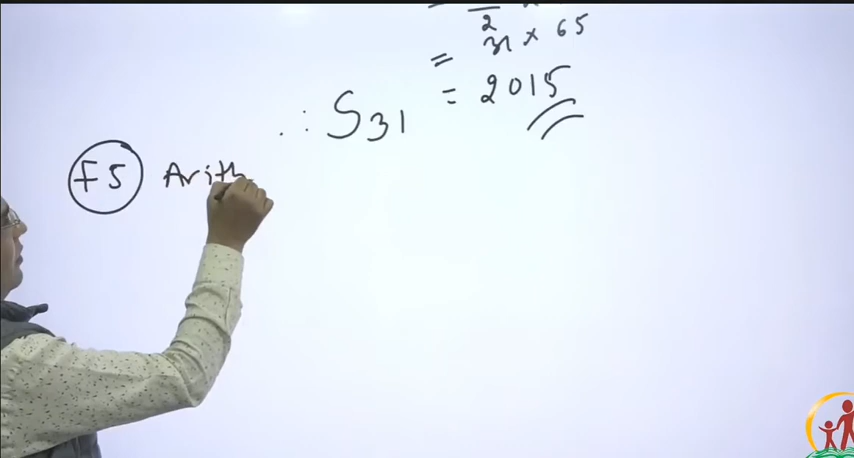 =
2
= 31 × 65
∴ S31 = 2015
F5 Arith